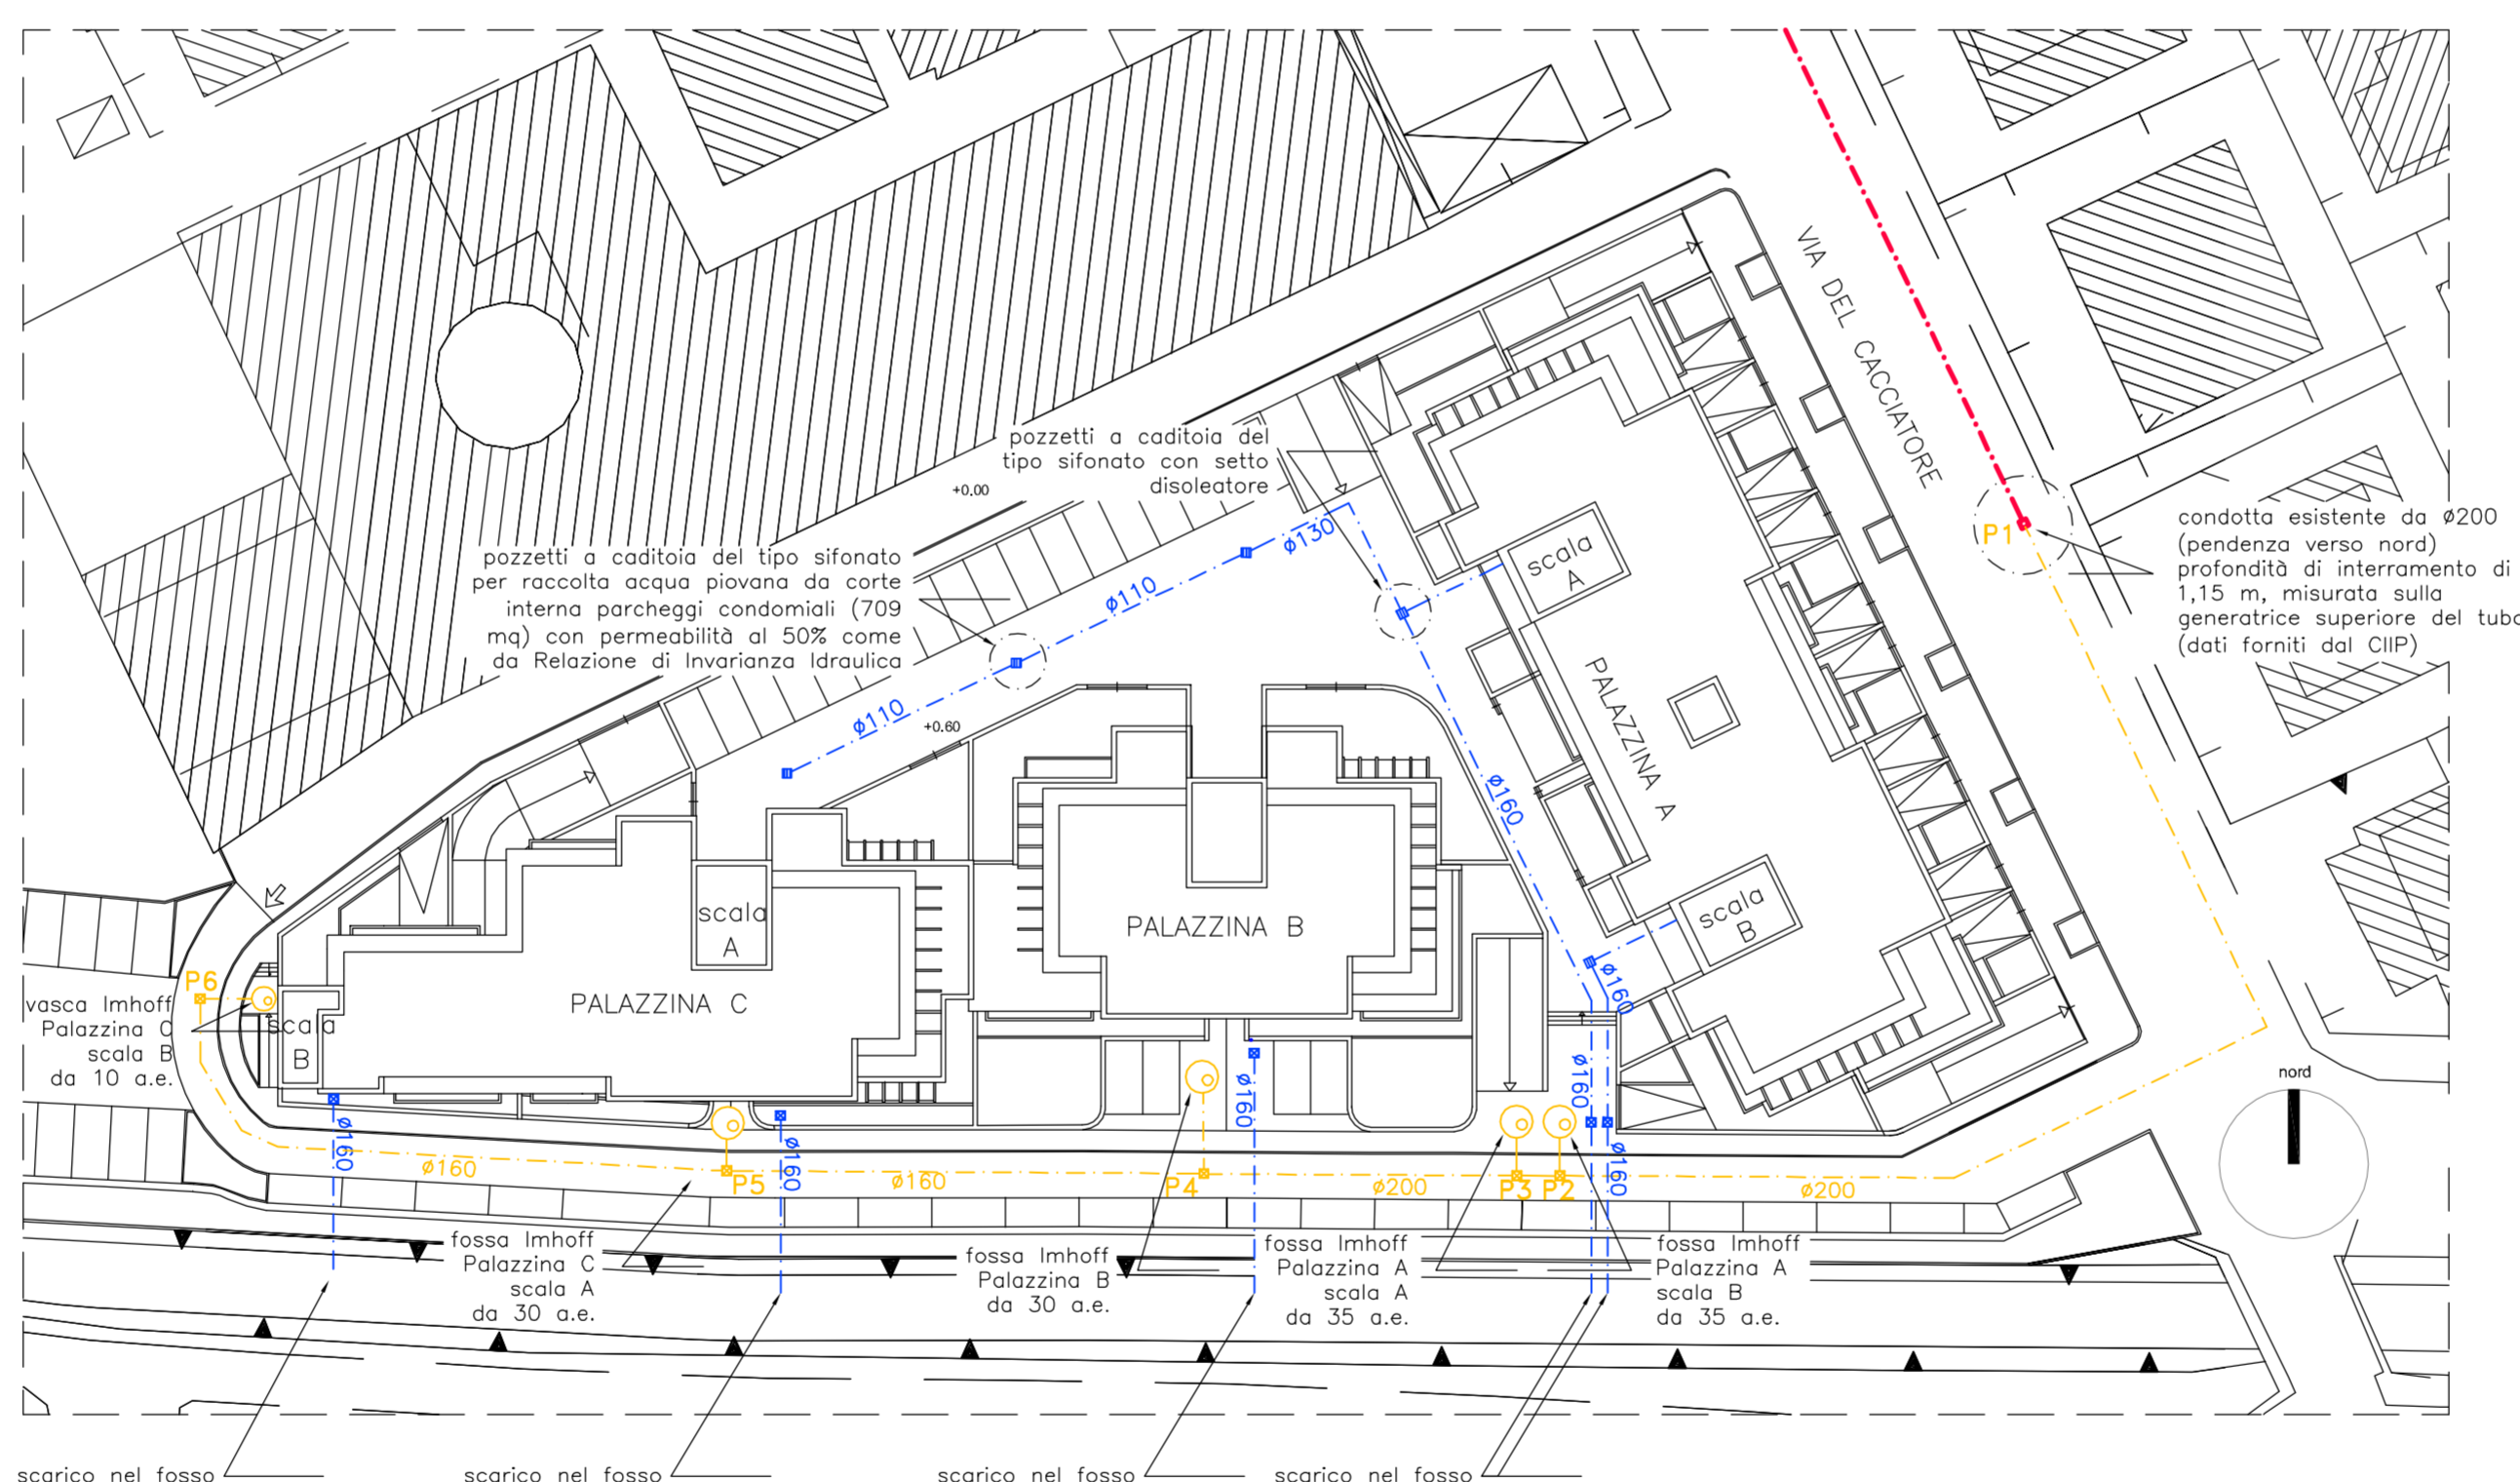 VIA DEL CACCIATORE
pozzetti a caditoia del
tipo sifonato con setto
disoleatore
+0.00
ø130
pozzetti a caditoia del tipo sifonato
per raccolta acqua piovana da corte
interna parcheggi condomiali (709
mq) con permeabilità al 50% come
da Relazione di Invarianza Idraulica
ø110
ø110
+0.60
scala
A
P1
condotta esistente da ø200
(pendenza verso nord)
profondità di interramento di
1,15 m, misurata sulla
generatrice superiore del tubo
(dati forniti dal CIIP)
PALAZZINA A
ø160
scala
B
ø160
scala
A
PALAZZINA B
PALAZZINA C
P6
vasca Imhoff
Palazzina C
scala B
da 10 a.e.
scala
B
nord
ø160
ø160
ø160
ø160
ø160
ø160
P5
ø160
P4
ø200
P3
P2
ø200
fossa Imhoff
Palazzina C
scala A
da 30 a.e.
fossa Imhoff
Palazzina B
da 30 a.e.
fossa Imhoff
Palazzina A
scala A
da 35 a.e.
fossa Imhoff
Palazzina A
scala B
da 35 a.e.
scarico nel fosso
scarico nel fosso
scarico nel fosso
scarico nel fosso